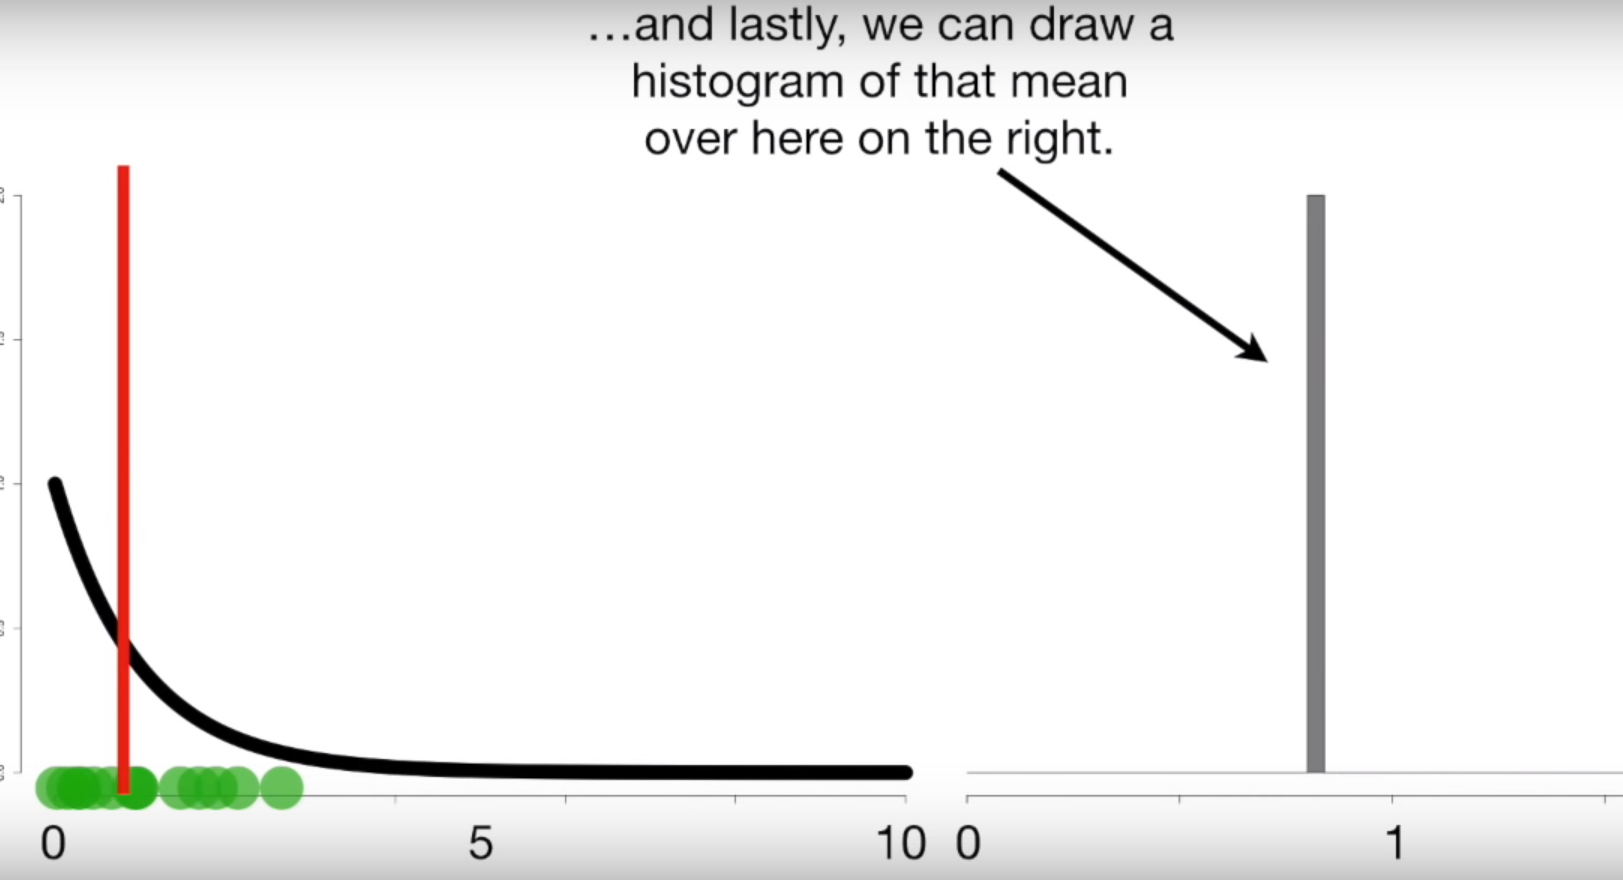 …and lastly, we can draw a
histogram of that mean
over here on the right.
0
5
10
0
1